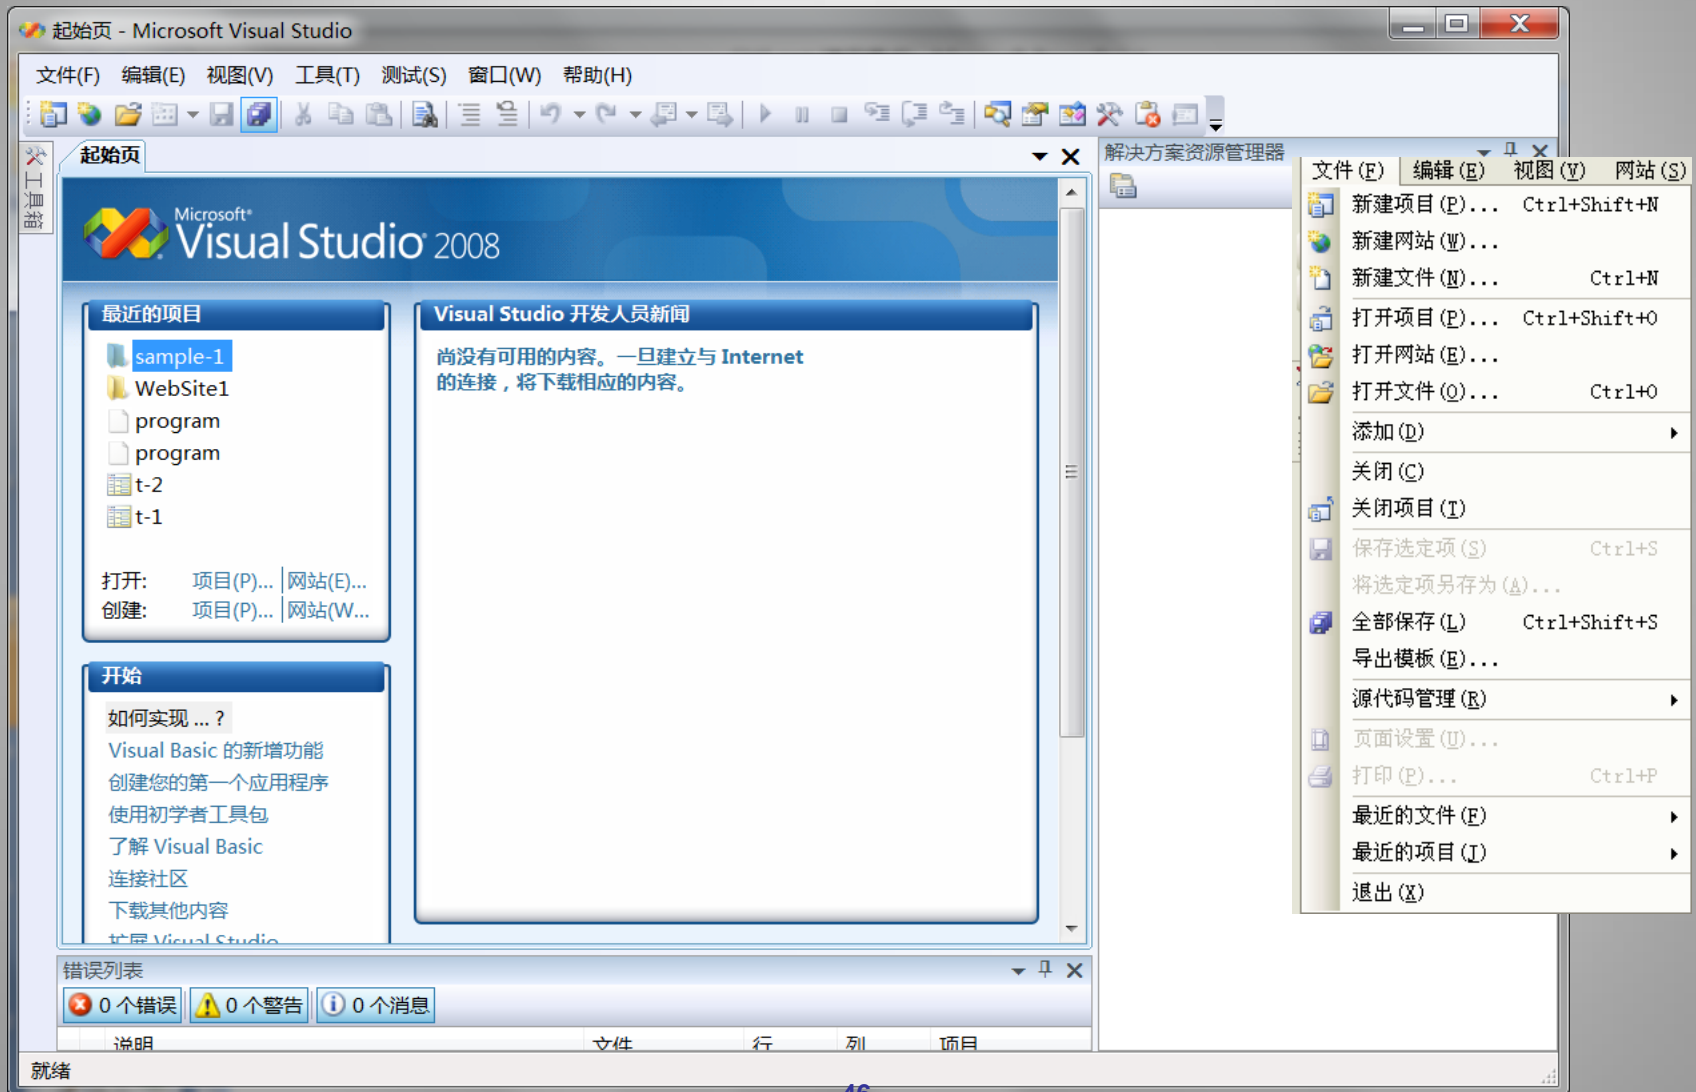 起始页 - Microsoft Visual Studio
文件(F) 编辑(E) 视图(V) 工具(T) 测试(S) 窗口(W) 帮助(H)
工具箱
起始页
Microsoft®
Visual Studio® 2008
最近的项目
sample-1
WebSite1
program
program
t-2
t-1
打开: 项目(P)... 网站(E)...
创建: 项目(P)... 网站(W...
开始
如何实现 ... ?
Visual Basic 的新增功能
创建您的第一个应用程序
使用初学者工具包
了解 Visual Basic
连接社区
下载其他内容
扩展 Visual Studio
Visual Studio 开发人员新闻
尚没有可用的内容。一旦建立与 Internet
的连接，将下载相应的内容。
解决方案资源管理器
文件(F) 编辑(E) 视图(V) 网站(S)
新建项目(P)... Ctrl+Shift+N
新建网站(W)...
新建文件(N)... Ctrl+N
打开项目(P)... Ctrl+Shift+O
打开网站(E)...
打开文件(O)... Ctrl+O
添加(D)
关闭(C)
关闭项目(T)
保存选定项(S) Ctrl+S
将选定项另存为(A)...
全部保存(L) Ctrl+Shift+S
导出模板(E)...
源代码管理(R)
页面设置(U)...
打印(P)... Ctrl+P
最近的文件(F)
最近的项目(J)
退出(X)
错误列表
0 个错误 0 个警告 0 个消息
说明 文件 行 列 项目
就绪
46